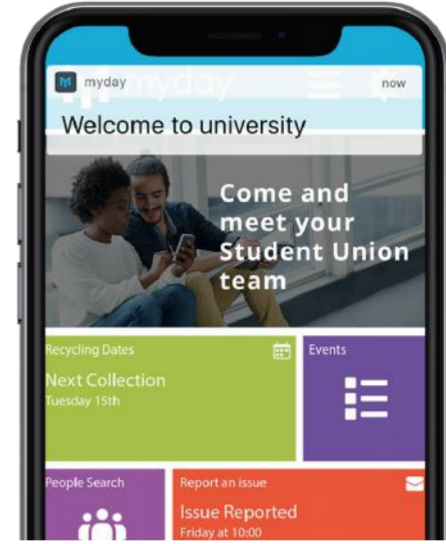 myday
now
myday
Welcome to university
Come and
meet your
Student Union
team
Recycling Dates
Next Collection
Tuesday 15th
Events
People Search
Report an issue
Issue Reported
Friday at 10:00